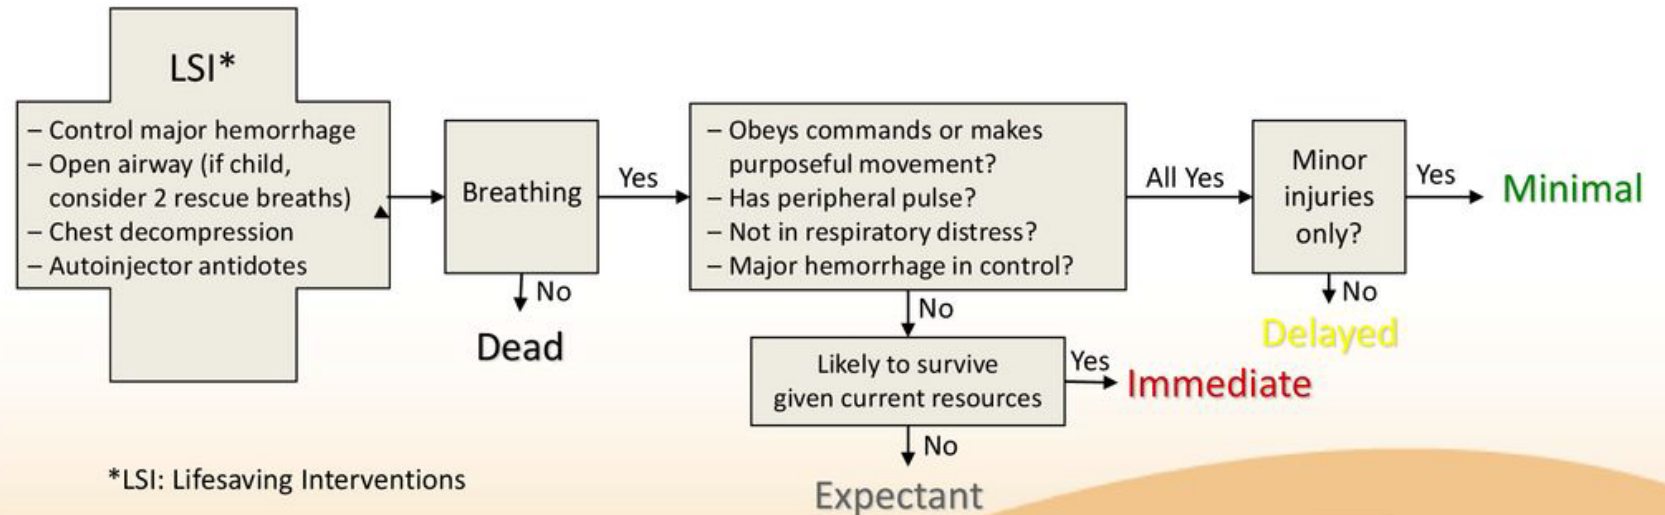 LSI*
– Control major hemorrhage
– Open airway (if child,
consider 2 rescue breaths)
– Chest decompression
– Autoinjector antidotes
Breathing
Yes
No
Dead
– Obeys commands or makes
purposeful movement?
– Has peripheral pulse?
– Not in respiratory distress?
– Major hemorrhage in control?
All Yes
Minor
injuries
only?
Yes
Minimal
No
Delayed
No
Likely to survive
given current resources
Yes
Immediate
No
Expectant
*LSI: Lifesaving Interventions